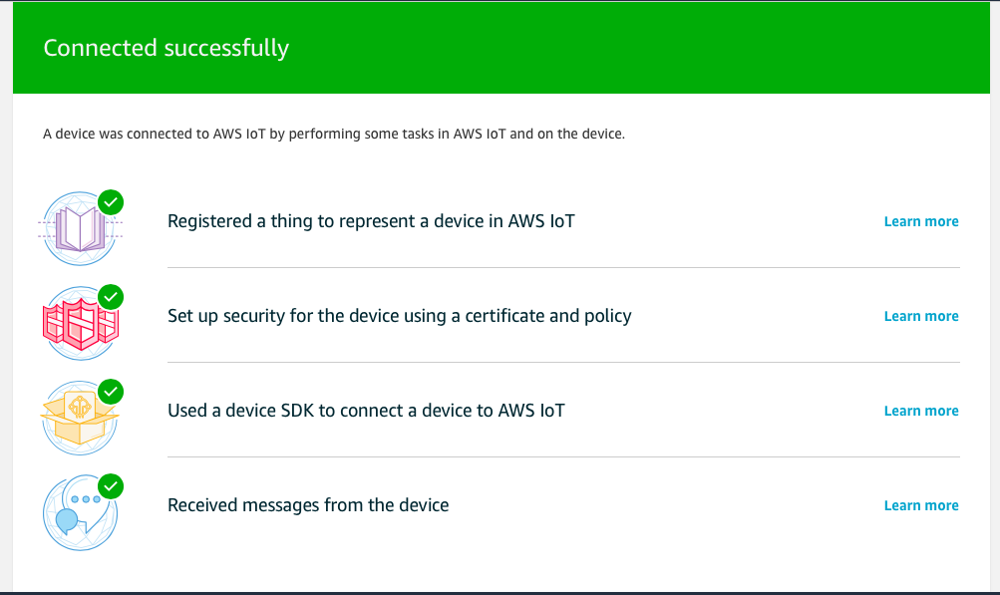 Connected successfully
A device was connected to AWS IoT by performing some tasks in AWS IoT and on the device.
Registered a thing to represent a device in AWS IoT
Learn more
Set up security for the device using a certificate and policy
Learn more
Used a device SDK to connect a device to AWS IoT
Learn more
Received messages from the device
Learn more